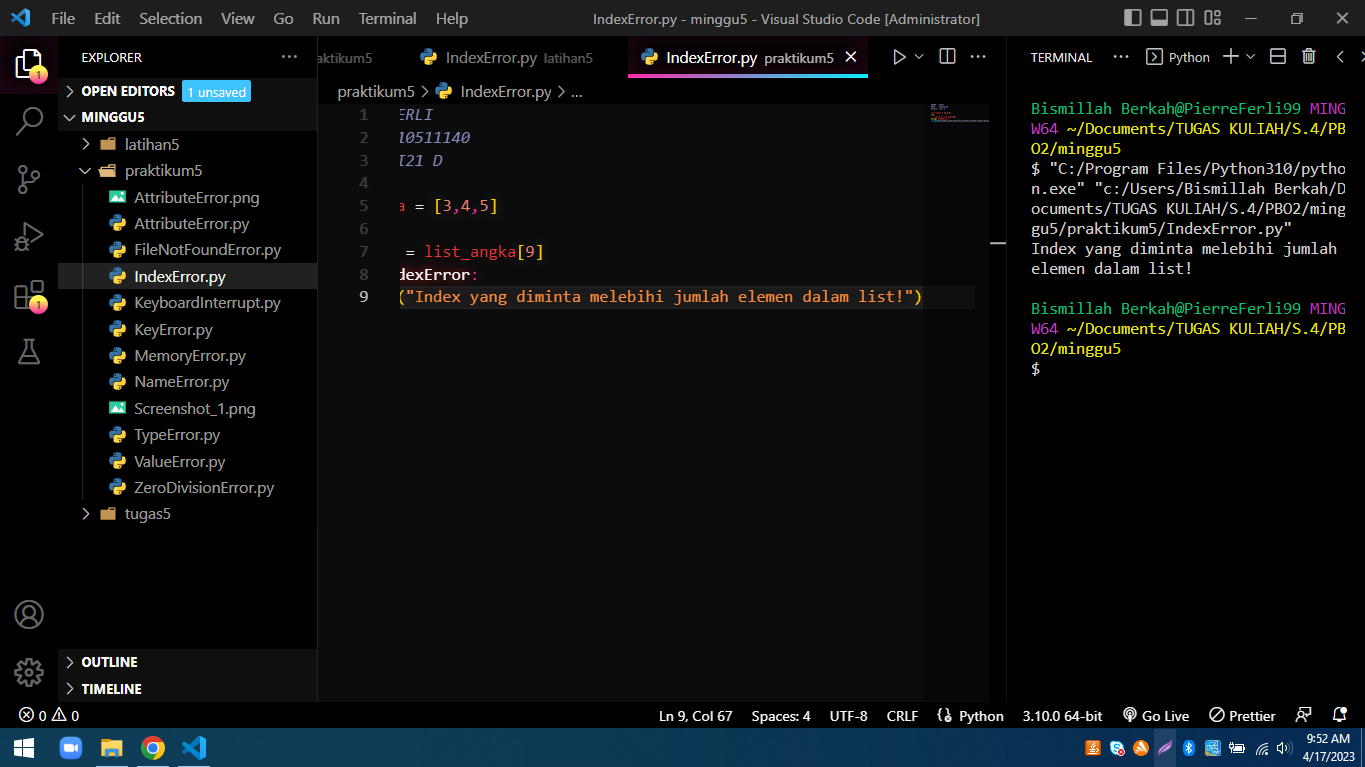 File Edit Selection View Go Run Terminal Help
IndexError.py - minggu5 - Visual Studio Code [Administrator]
EXPLORER
OPEN EDITORS 1 unsaved
MINGGU5
latihan5
praktikum5
AttributeError.png
AttributeError.py
FileNotFoundError.py
IndexError.py
KeyboardInterrupt.py
KeyError.py
MemoryError.py
NameError.py
Screenshot_1.png
TypeError.py
ValueError.py
ZeroDivisionError.py
tugas5
OUTLINE
TIMELINE
1
1
aktikum5 IndexError.py latihan5 IndexError.py praktikum5
praktikum5 > IndexError.py > ...
1 ERLI
2 10511140
3 I21 D
4
5 a = [3,4,5]
6
7 = list_angka[9]
8 dexError:
9 ("Index yang diminta melebihi jumlah elemen dalam list!")
TERMINAL Python
Bismillah Berkah@PierreFerli99 MING
W64 ~/Documents/TUGAS KULIAH/S.4/PB
O2/minggu5
$ "C:/Program Files/Python310/pytho
n.exe" "c:/Users/Bismillah Berkah/D
ocuments/TUGAS KULIAH/S.4/PBO2/ming
gu5/praktikum5/IndexError.py"
Index yang diminta melebihi jumlah
elemen dalam list!
Bismillah Berkah@PierreFerli99 MING
W64 ~/Documents/TUGAS KULIAH/S.4/PB
O2/minggu5
$
0 0 Ln 9, Col 67 Spaces: 4 UTF-8 CRLF Python 3.10.0 64-bit Go Live Prettier
9:52 AM
4/17/2023